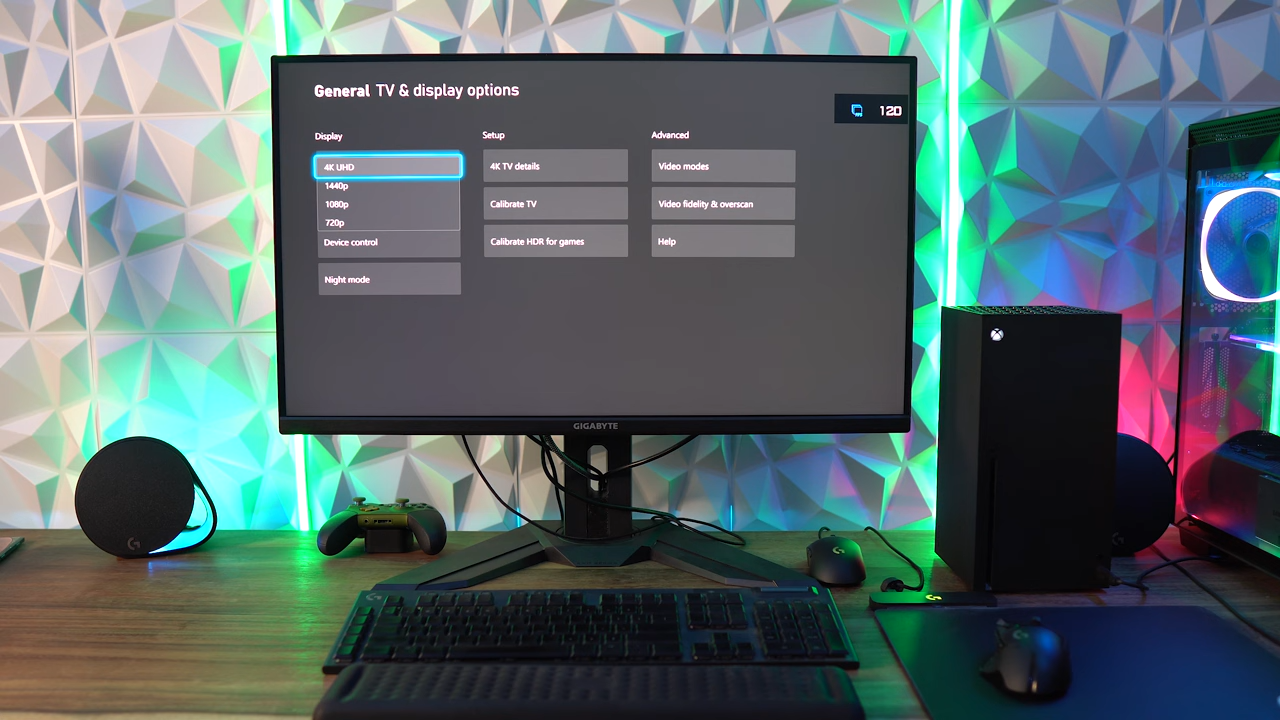 General TV & display options
120
Display
4K UHD
1440p
1080p
720p
Device control
Night mode
Setup
4K TV details
Calibrate TV
Calibrate HDR for games
Advanced
Video modes
Video fidelity & overscan
Help
GIGABYTE